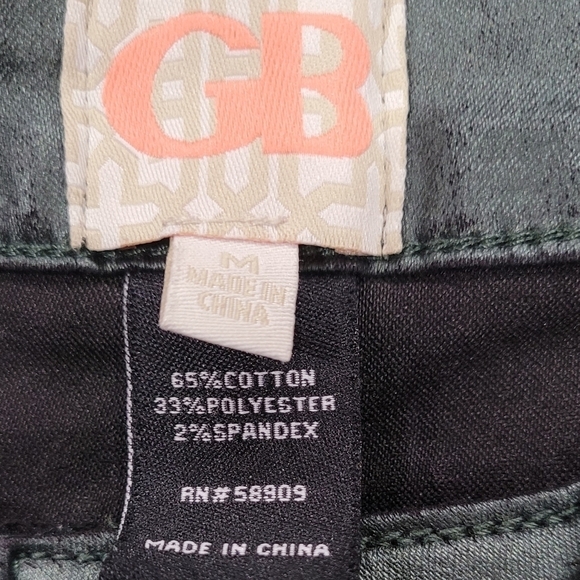 GB
M
MADE IN
CHINA
65%COTTON
33%POLYESTER
2%SPANDEX
RN#58909
MADE IN CHINA